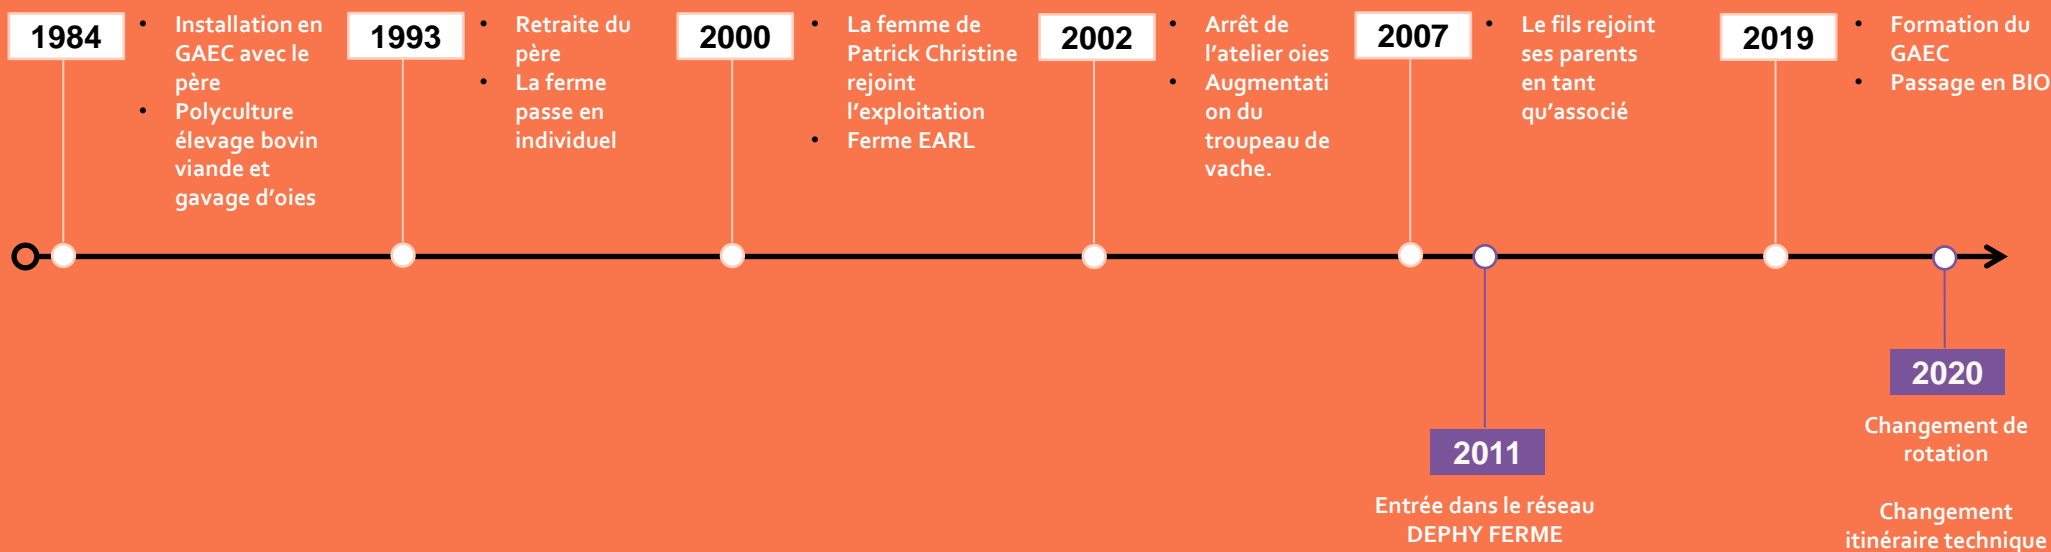 1984
• Installation en
GAEC avec le
père
• Polyculture
élevage bovin
viande et
gavage d'oies
1993
• Retraite du
père
• La ferme
passe en
individuel
2000
• La femme de
Patrick Christine
rejoint
l'exploitation
• Ferme EARL
2002
• Arrêt de
l'atelier oies
• Augmentati
on du
troupeau de
vache.
2007
• Le fils rejoint
ses parents
en tant
qu'associé
2019
• Formation du
GAEC
• Passage en BIO
2011
Entrée dans le réseau
DEPHY FERME
2020
Changement de
rotation
Changement
itinéraire technique